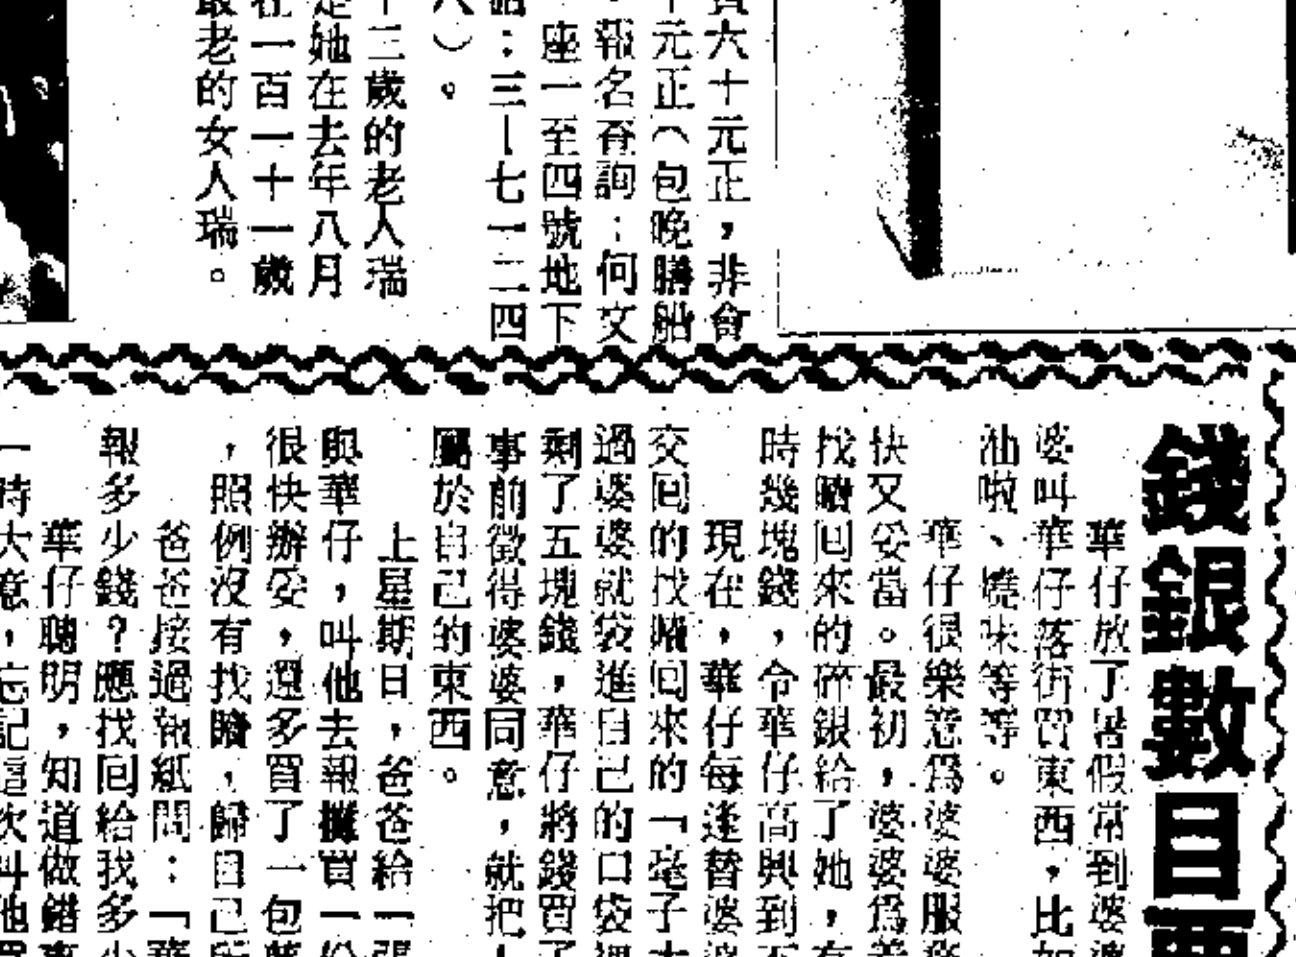 六十元正,非會
元正(包晚膳船
報名查詢:何文
座一至四號地下
:三—七一二四
)。
十三歲的老人瑞
是她在去年八月
在一百一十一歲
最老的女人瑞。
錢銀數目要
華仔放了暑假常到婆
婆叫華仔落街買東西,比如
油啦、燒味等等。
華仔很樂意爲婆婆服
快又妥當。最初,婆婆爲
找贖回來的碎銀給了她,有
時幾塊錢,令華仔高興到不
現在,華仔每逢替婆婆
交回的找贖回來的「毫子
過婆婆就袋進自己的口袋裡
剩了五塊錢,華仔將錢買了
事前徵得婆婆同意,就把
屬於自己的東西。
上星期日,爸爸給一張
與華仔,叫他去報攤買一份
很快辦妥,還多買了一包
,照例沒有找贖,歸自己所
爸爸接過報紙問:「華
報多少錢?應找回給找多少
華仔聰明,知道做錯事
一時大意,忘記這次叫他買